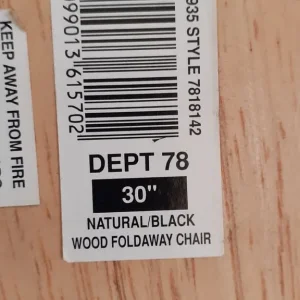 DEPT 78
30"
NATURAL/BLACK
WOOD FOLDAWAY CHAIR
99013 615702
935 STYLE 7818142
KEEP AWAY FROM FIRE